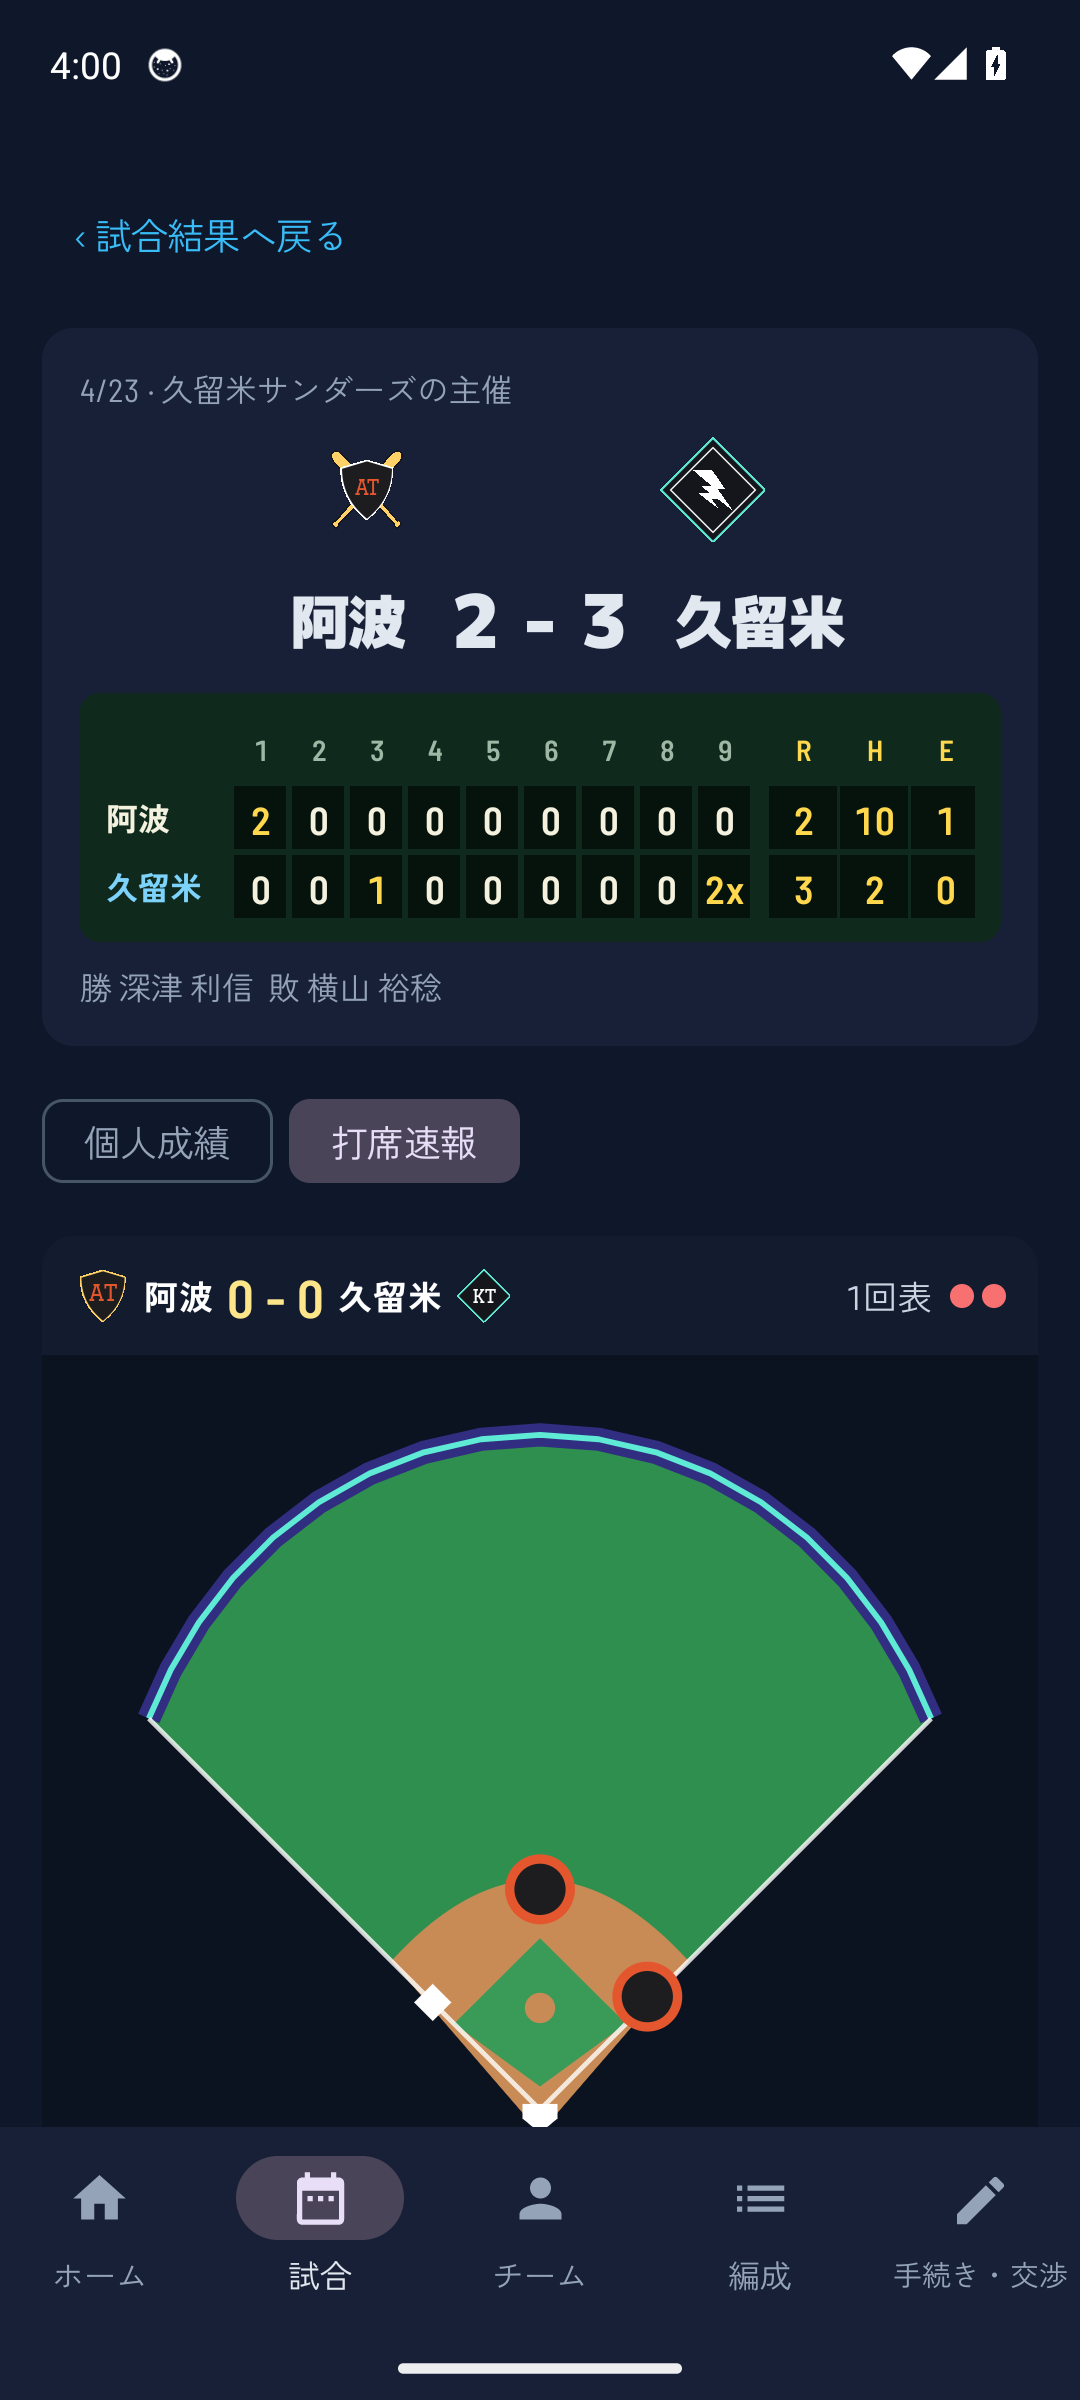 4:00
‹ 試合結果へ戻る
4/23 · 久留米サンダーズの主催
AT
阿波 2 - 3 久留米
1 2 3 4 5 6 7 8 9 R H E
阿波 2 0 0 0 0 0 0 0 0 2 10 1
久留米 0 0 1 0 0 0 0 0 2x 3 2 0
勝 深津 利信 敗 横山 裕稔
個人成績 打席速報
AT 阿波 0 - 0 久留米 KT 1回表
ホーム 試合 チーム 編成 手続き・交渉